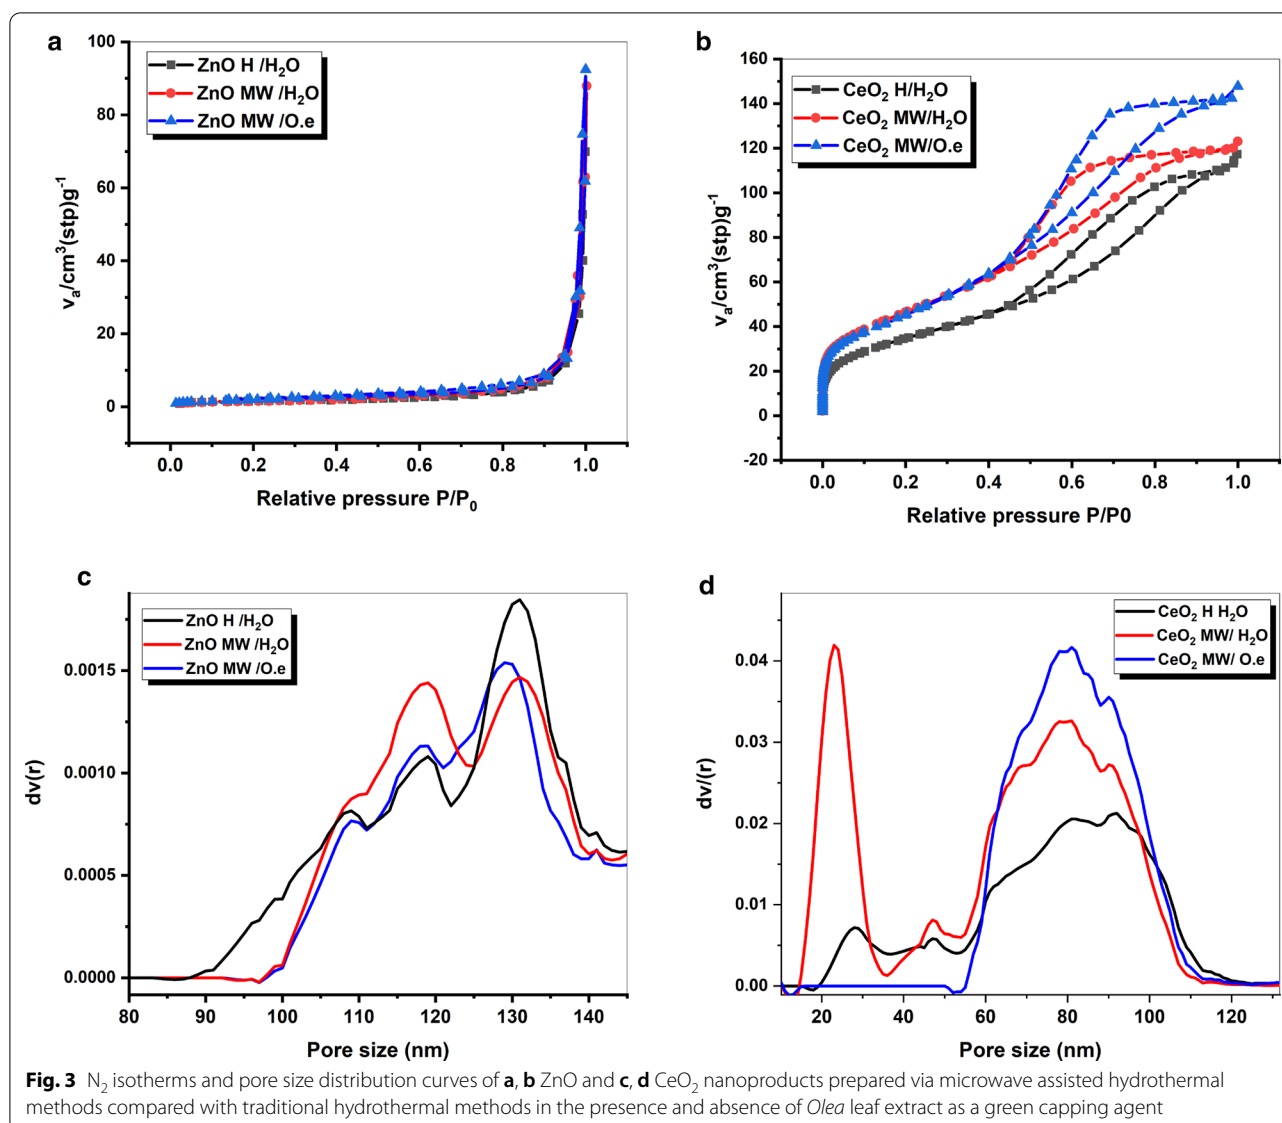 a
100
80
60
40
20
0
ZnO H /H₂O
ZnO MW /H₂O
ZnO MW /O.e
vₐ/cm³(stp)g⁻¹
0.0 0.2 0.4 0.6 0.8 1.0
Relative pressure P/P₀
b
160
140
120
100
80
60
40
20
0
-20
CeO₂ H/H₂O
CeO₂ MW/H₂O
CeO₂ MW/O.e
vₐ/cm³(stp)g⁻¹
0.0 0.2 0.4 0.6 0.8 1.0
Relative pressure P/P0
c
ZnO H /H₂O
ZnO MW /H₂O
ZnO MW /O.e
0.0015
0.0010
0.0005
0.0000
dv(r)
80 90 100 110 120 130 140
Pore size (nm)
d
CeO₂ H H₂O
CeO₂ MW/ H₂O
CeO₂ MW/ O.e
0.04
0.03
0.02
0.01
0.00
dv/(r)
20 40 60 80 100 120
Pore size (nm)
Fig. 3 N₂ isotherms and pore size distribution curves of a, b ZnO and c, d CeO₂ nanoproducts prepared via microwave assisted hydrothermal
methods compared with traditional hydrothermal methods in the presence and absence of Olea leaf extract as a green capping agent